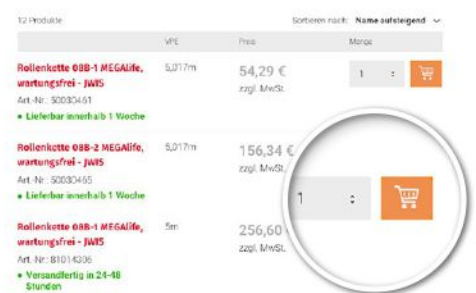 12 Produkte
Sortieren nach: Name aufsteigend
VPE Preis Menge
Rollenkette 08B-1 MEGAlife, 5,017m 54,29 € 1
wartungsfrei - JWIS
zzgl. MwSt.
Art.-Nr.: 50030461
• Lieferbar innerhalb 1 Woche
Rollenkette 08B-2 MEGAlife, 5,017m 156,34 €
wartungsfrei - JWIS
zzgl. MwSt.
Art.-Nr.: 50030465
• Lieferbar innerhalb 1 Woche
1
Rollenkette 08B-1 MEGAlife, 5m 256,60
wartungsfrei - JWIS
zzgl. MwSt.
Art.-Nr.: 81014306
• Versandfertig in 24-48
Stunden